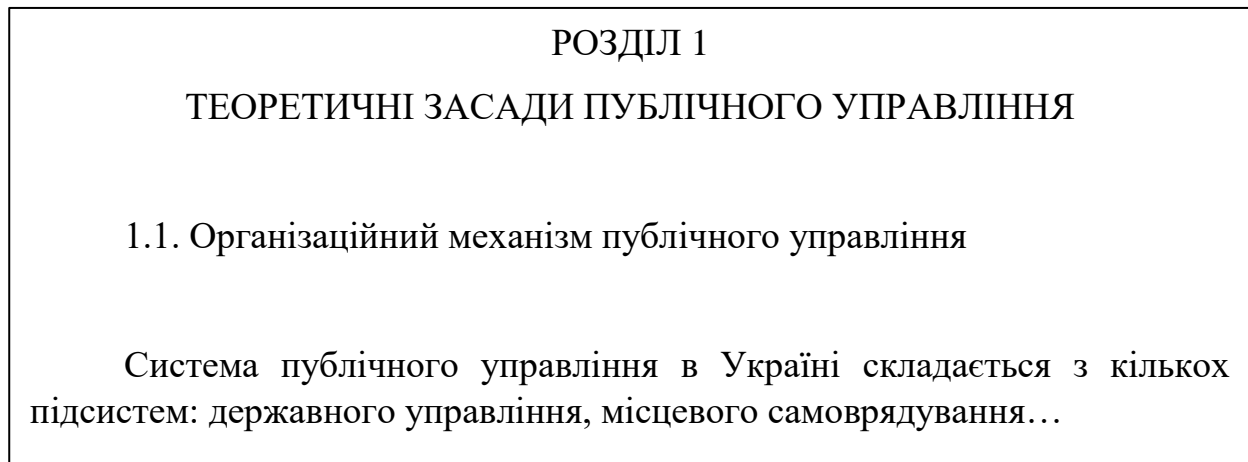 РОЗДІЛ 1
ТЕОРЕТИЧНІ ЗАСАДИ ПУБЛІЧНОГО УПРАВЛІННЯ
1.1. Організаційний механізм публічного управління
Система публічного управління в Україні складається з кількох
підсистем: державного управління, місцевого самоврядування…